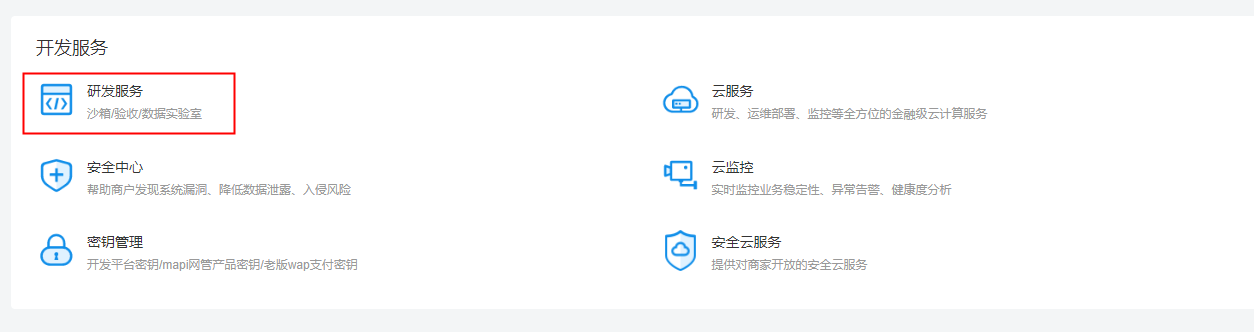 开发服务
研发服务
沙箱/验收/数据实验室
云服务
研发、运维部署、监控等全方位的金融级云计算服务
安全中心
帮助商户发现系统漏洞、降低数据泄露、入侵风险
云监控
实时监控业务稳定性、异常告警、健康度分析
密钥管理
开发平台密钥/mapi网管产品密钥/老版wap支付密钥
安全云服务
提供对商家开放的安全云服务